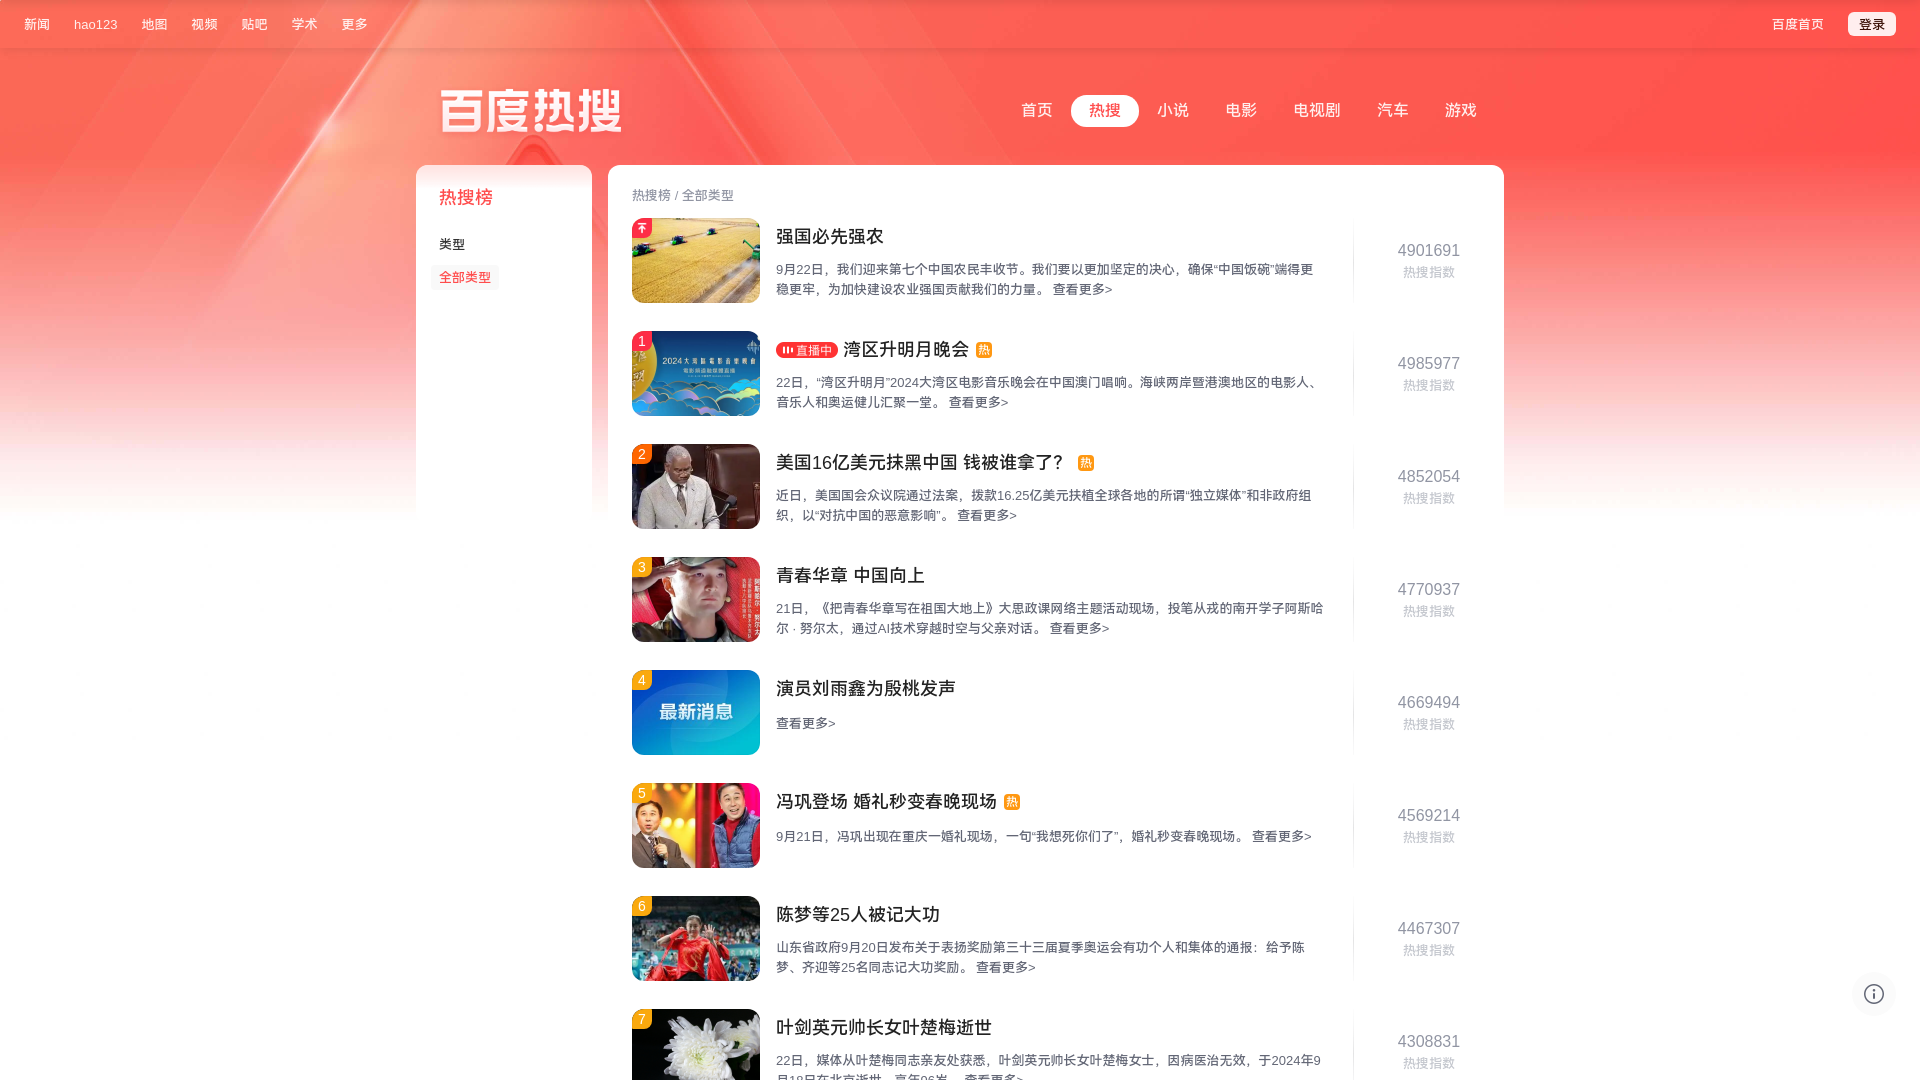 新闻 hao123 地图 视频 贴吧 学术 更多 百度首页 登录
百度热搜
首页 热搜 小说 电影 电视剧 汽车 游戏
热搜榜
类型
全部类型
热搜榜 / 全部类型
强国必先强农
9月22日，我们迎来第七个中国农民丰收节。我们要以更加坚定的决心，确保“中国饭碗”端得更
稳更牢，为加快建设农业强国贡献我们的力量。 查看更多>
4901691
热搜指数
1
2024大灣區電影音樂晚會
直播中 湾区升明月晚会 热
22日，“湾区升明月”2024大湾区电影音乐晚会在中国澳门唱响。海峡两岸暨港澳地区的电影人、
音乐人和奥运健儿汇聚一堂。 查看更多>
4985977
热搜指数
2
美国16亿美元抹黑中国 钱被谁拿了？ 热
近日，美国国会众议院通过法案，拨款16.25亿美元扶植全球各地的所谓“独立媒体”和非政府组
织，以“对抗中国的恶意影响”。 查看更多>
4852054
热搜指数
3
青春华章 中国向上
21日，《把青春华章写在祖国大地上》大思政课网络主题活动现场，投笔从戎的南开学子阿斯哈
尔 · 努尔太，通过AI技术穿越时空与父亲对话。 查看更多>
4770937
热搜指数
4
最新消息
演员刘雨鑫为殷桃发声
查看更多>
4669494
热搜指数
5
冯巩登场 婚礼秒变春晚现场 热
9月21日，冯巩出现在重庆一婚礼现场，一句“我想死你们了”，婚礼秒变春晚现场。 查看更多>
4569214
热搜指数
6
陈梦等25人被记大功
山东省政府9月20日发布关于表扬奖励第三十三届夏季奥运会有功个人和集体的通报：给予陈
梦、齐迎等25名同志记大功奖励。 查看更多>
4467307
热搜指数
7
叶剑英元帅长女叶楚梅逝世
22日，媒体从叶楚梅同志亲友处获悉，叶剑英元帅长女叶楚梅女士，因病医治无效，于2024年9
月18日在北京逝世，享年96岁。 查看更多>
4308831
热搜指数